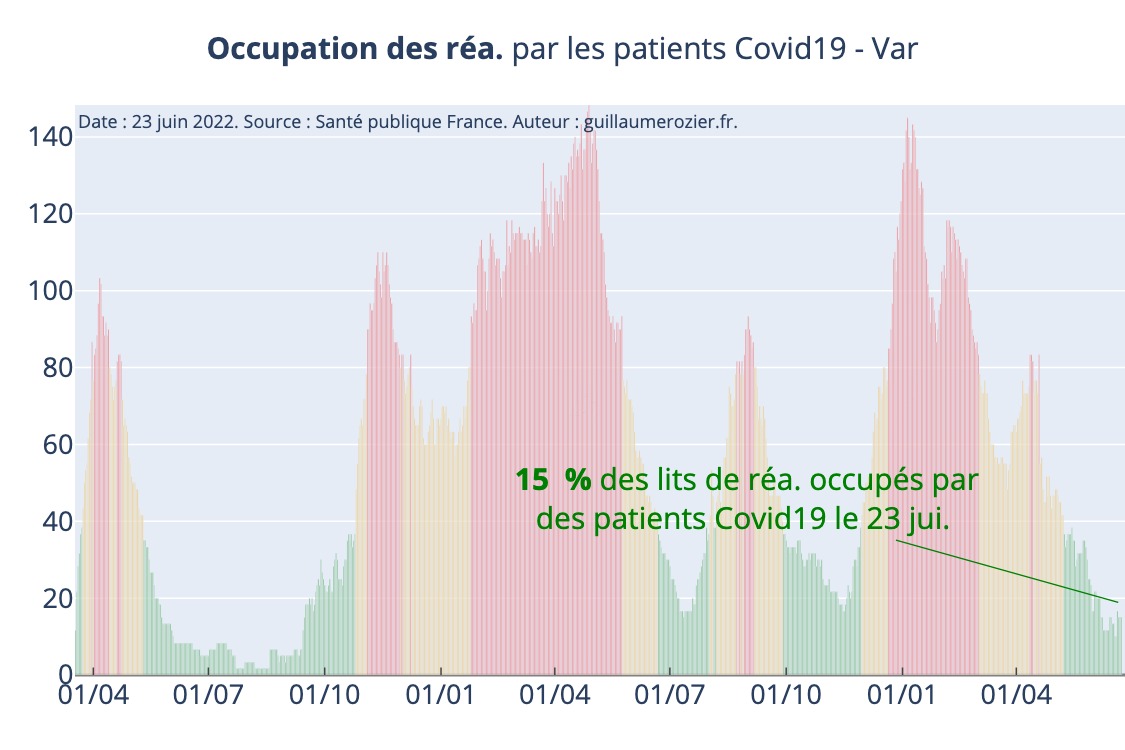 Occupation des réa. par les patients Covid19 - Var
Date : 23 juin 2022. Source : Santé publique France. Auteur : guillaumerozier.fr.
140
120
100
80
60
40
20
0
15 % des lits de réa. occupés par
des patients Covid19 le 23 jui.
01/04 01/07 01/10 01/01 01/04 01/07 01/10 01/01 01/04